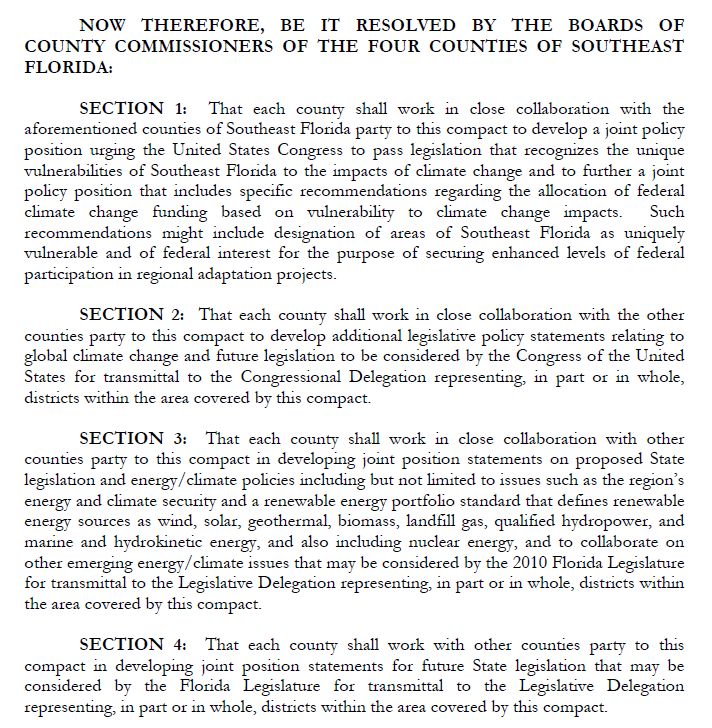 NOW THEREFORE, BE IT RESOLVED BY THE BOARDS OF
COUNTY COMMISSIONERS OF THE FOUR COUNTIES OF SOUTHEAST
FLORIDA:
SECTION 1: That each county shall work in close collaboration with the
aforementioned counties of Southeast Florida party to this compact to develop a joint policy
position urging the United States Congress to pass legislation that recognizes the unique
vulnerabilities of Southeast Florida to the impacts of climate change and to further a joint
policy position that includes specific recommendations regarding the allocation of federal
climate change funding based on vulnerability to climate change impacts. Such
recommendations might include designation of areas of Southeast Florida as uniquely
vulnerable and of federal interest for the purpose of securing enhanced levels of federal
participation in regional adaptation projects.
SECTION 2: That each county shall work in close collaboration with the other
counties party to this compact to develop additional legislative policy statements relating to
global climate change and future legislation to be considered by the Congress of the United
States for transmittal to the Congressional Delegation representing, in part or in whole,
districts within the area covered by this compact.
SECTION 3: That each county shall work in close collaboration with other
counties party to this compact in developing joint position statements on proposed State
legislation and energy/climate policies including but not limited to issues such as the region's
energy and climate security and a renewable energy portfolio standard that defines renewable
energy sources as wind, solar, geothermal, biomass, landfill gas, qualified hydropower, and
marine and hydrokinetic energy, and also including nuclear energy, and to collaborate on
other emerging energy/climate issues that may be considered by the 2010 Florida Legislature
for transmittal to the Legislative Delegation representing, in part or in whole, districts within
the area covered by this compact.
SECTION 4: That each county shall work with other counties party to this
compact in developing joint position statements for future State legislation that may be
considered by the Florida Legislature for transmittal to the Legislative Delegation
representing, in part or in whole, districts within the area covered by this compact.